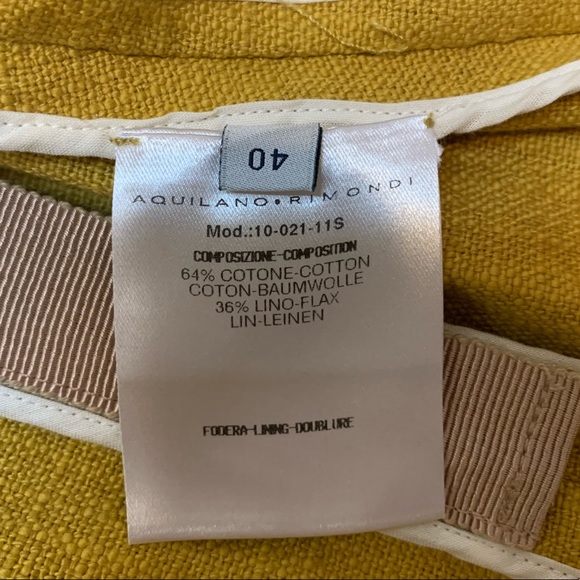 40
AQUILANO•RIMONDI
Mod.:10-021-11S
COMPOSIZIONE-COMPOSITION
64% COTONE-COTTON
COTON-BAUMWOLLE
36% LINO-FLAX
LIN-LEINEN
FODERA-LINING-DOUBLURE